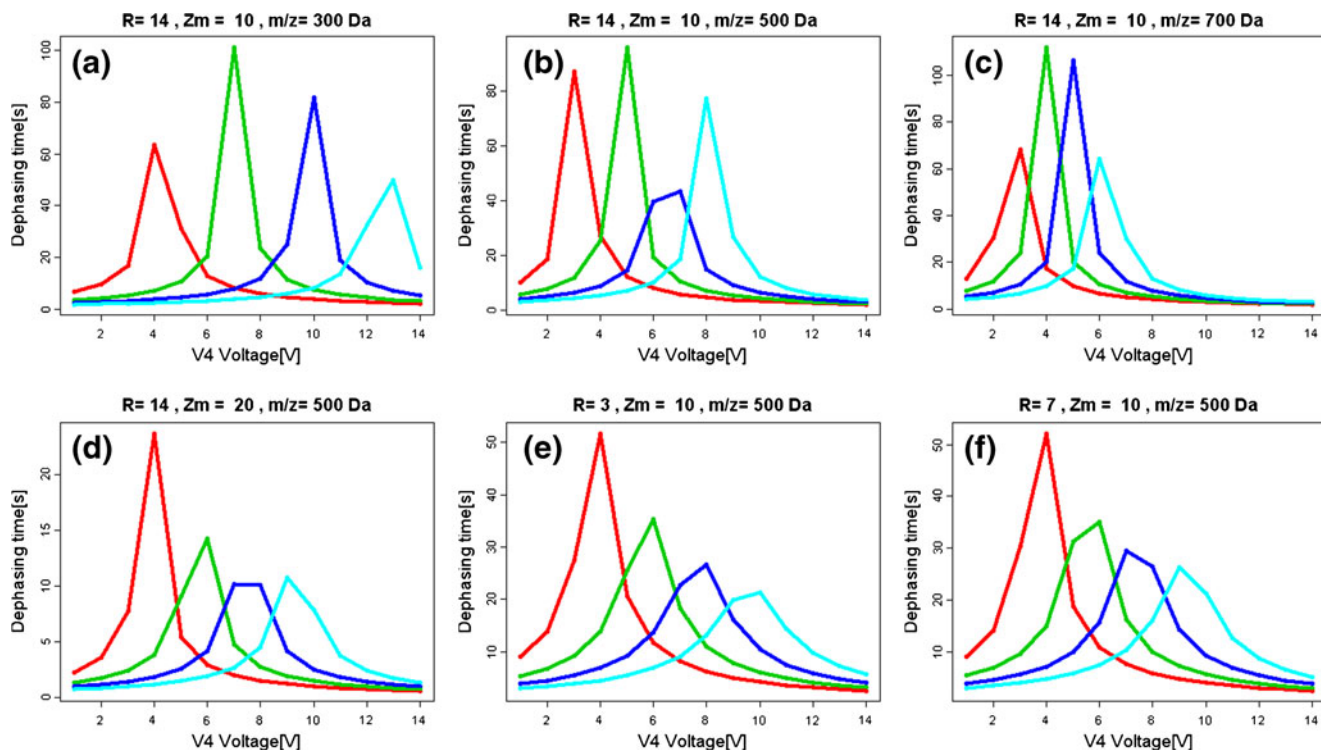 R= 14 , Zm = 10 , m/z= 300 Da
(a)
Dephasing time[s]
100
80
60
40
20
0
2 4 6 8 10 12 14
V4 Voltage[V]
R= 14 , Zm = 10 , m/z= 500 Da
(b)
Dephasing time[s]
80
60
40
20
0
2 4 6 8 10 12 14
V4 Voltage[V]
R= 14 , Zm = 10 , m/z= 700 Da
(c)
Dephasing time[s]
100
80
60
40
20
0
2 4 6 8 10 12 14
V4 Voltage[V]
R= 14 , Zm = 20 , m/z= 500 Da
(d)
Dephasing time[s]
20
15
10
5
0
2 4 6 8 10 12 14
V4 Voltage[V]
R= 3 , Zm = 10 , m/z= 500 Da
(e)
Dephasing time[s]
50
40
30
20
10
2 4 6 8 10 12 14
V4 Voltage[V]
R= 7 , Zm = 10 , m/z= 500 Da
(f)
Dephasing time[s]
50
40
30
20
10
2 4 6 8 10 12 14
V4 Voltage[V]